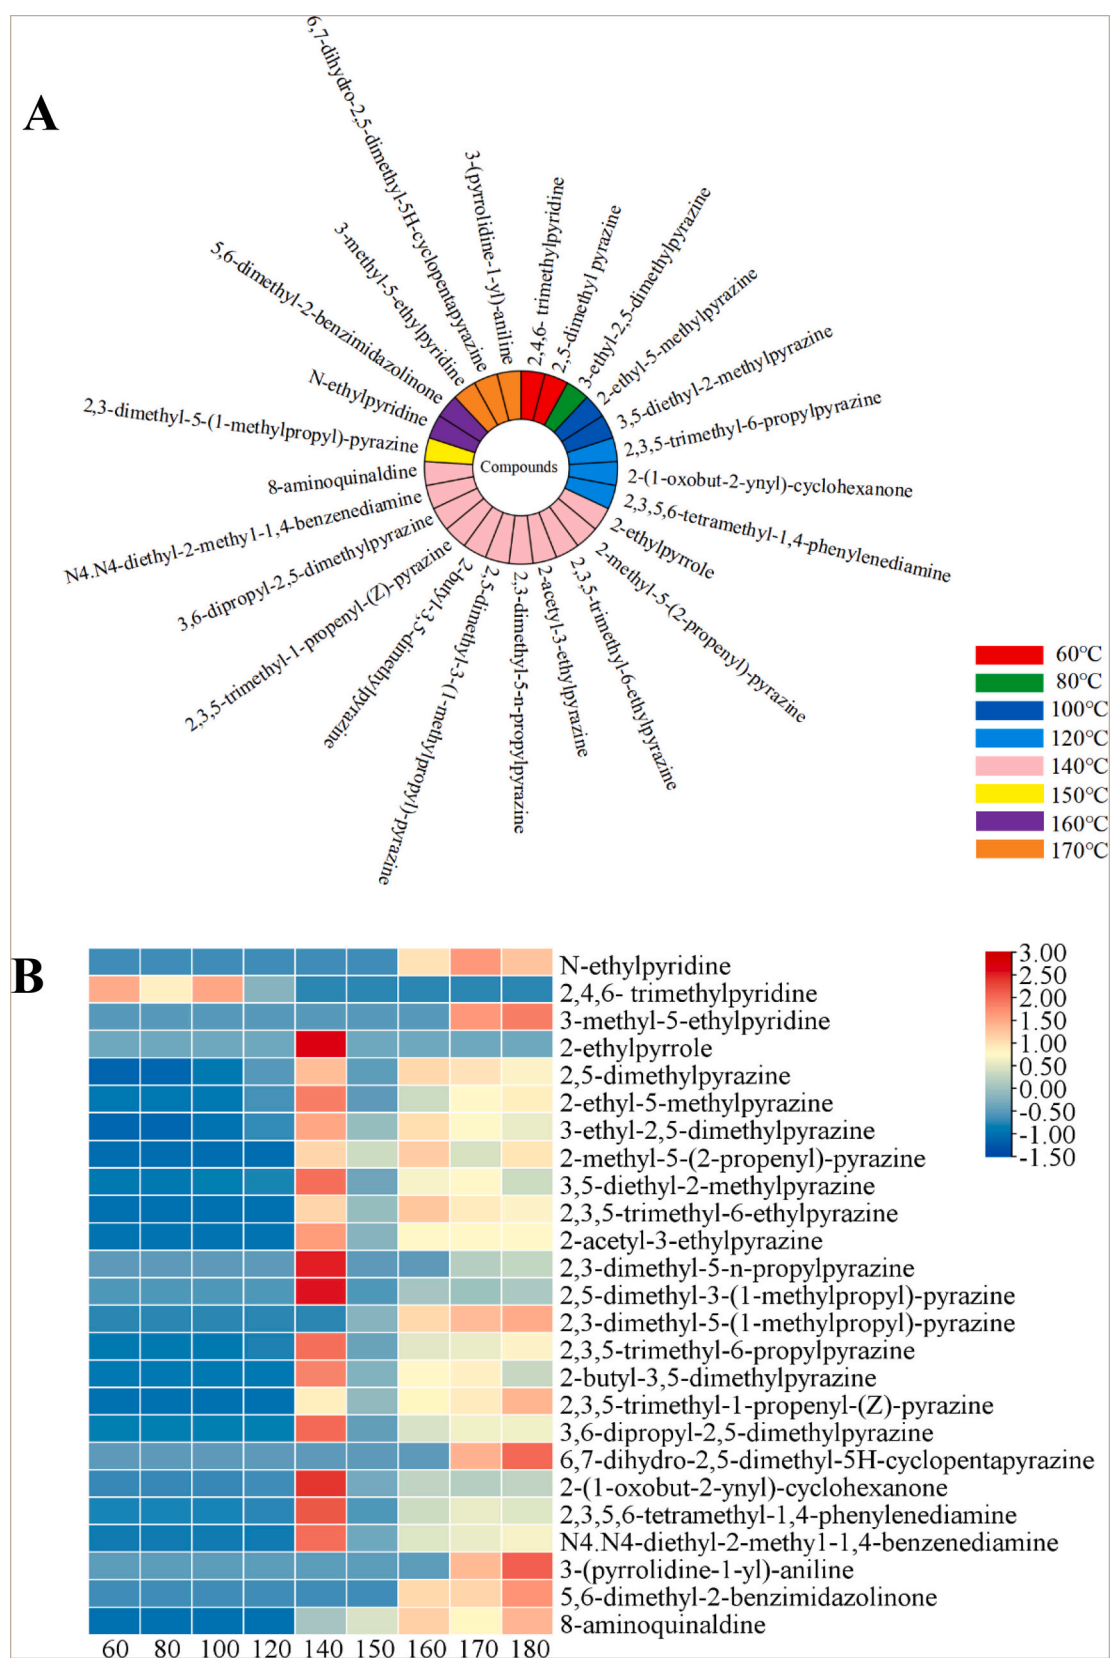 A
6,7-dihydro-2,5-dimethyl-5H-cyclopentapyrazine
3-(pyrrolidine-1-yl)-aniline
2,4,6- trimethylpyridine
2,5-dimethyl pyrazine
3-ethyl-2,5-dimethylpyrazine
2-ethyl-5-methylpyrazine
3,5-diethyl-2-methylpyrazine
2,3,5-trimethyl-6-propylpyrazine
2-(1-oxobut-2-ynyl)-cyclohexanone
2,3,5,6-tetramethyl-1,4-phenylenediamine
2-ethylpyrrole
2-methyl-5-(2-propenyl)-pyrazine
2,3,5-trimethyl-6-ethylpyrazine
2-acetyl-3-ethylpyrazine
2,3-dimethyl-5-n-propylpyrazine
2,5-dimethyl-3-(1-methylpropyl)-pyrazine
2-butyl-3,5-dimethylpyrazine
2,3,5-trimethyl-1-propenyl-(Z)-pyrazine
3,6-dipropyl-2,5-dimethylpyrazine
N4.N4-diethyl-2-methy1-1,4-benzenediamine
8-aminoquinaldine
2,3-dimethyl-5-(1-methylpropyl)-pyrazine
N-ethylpyridine
5,6-dimethyl-2-benzimidazolinone
3-methyl-5-ethylpyridine
Compounds
60°C
80°C
100°C
120°C
140°C
150°C
160°C
170°C
B
N-ethylpyridine
2,4,6- trimethylpyridine
3-methyl-5-ethylpyridine
2-ethylpyrrole
2,5-dimethylpyrazine
2-ethyl-5-methylpyrazine
3-ethyl-2,5-dimethylpyrazine
2-methyl-5-(2-propenyl)-pyrazine
3,5-diethyl-2-methylpyrazine
2,3,5-trimethyl-6-ethylpyrazine
2-acetyl-3-ethylpyrazine
2,3-dimethyl-5-n-propylpyrazine
2,5-dimethyl-3-(1-methylpropyl)-pyrazine
2,3-dimethyl-5-(1-methylpropyl)-pyrazine
2,3,5-trimethyl-6-propylpyrazine
2-butyl-3,5-dimethylpyrazine
2,3,5-trimethyl-1-propenyl-(Z)-pyrazine
3,6-dipropyl-2,5-dimethylpyrazine
6,7-dihydro-2,5-dimethyl-5H-cyclopentapyrazine
2-(1-oxobut-2-ynyl)-cyclohexanone
2,3,5,6-tetramethyl-1,4-phenylenediamine
N4.N4-diethyl-2-methy1-1,4-benzenediamine
3-(pyrrolidine-1-yl)-aniline
5,6-dimethyl-2-benzimidazolinone
8-aminoquinaldine
3.00
2.50
2.00
1.50
1.00
0.50
0.00
-0.50
-1.00
-1.50
60 80 100 120 140 150 160 170 180